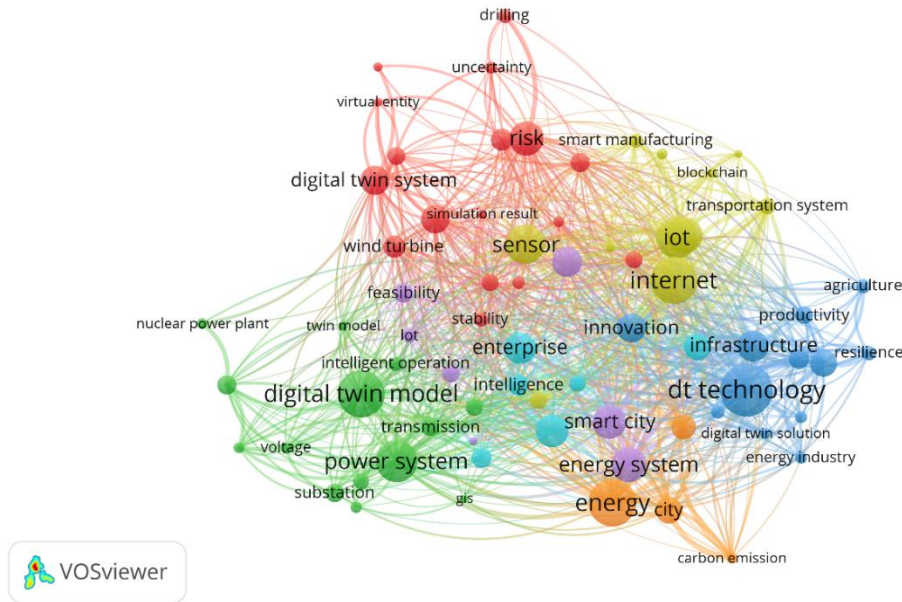 drilling
uncertainty
virtual entity
risk
smart manufacturing
blockchain
digital twin system
transportation system
simulation result
iot
wind turbine
sensor
internet
agriculture
feasibility
productivity
nuclear power plant
twin model
stability
innovation
lot
enterprise
infrastructure
resilience
intelligent operation
intelligence
digital twin model
dt technology
transmission
smart city
digital twin solution
voltage
power system
energy system
energy industry
substation
gis
energy
city
carbon emission
VOSviewer